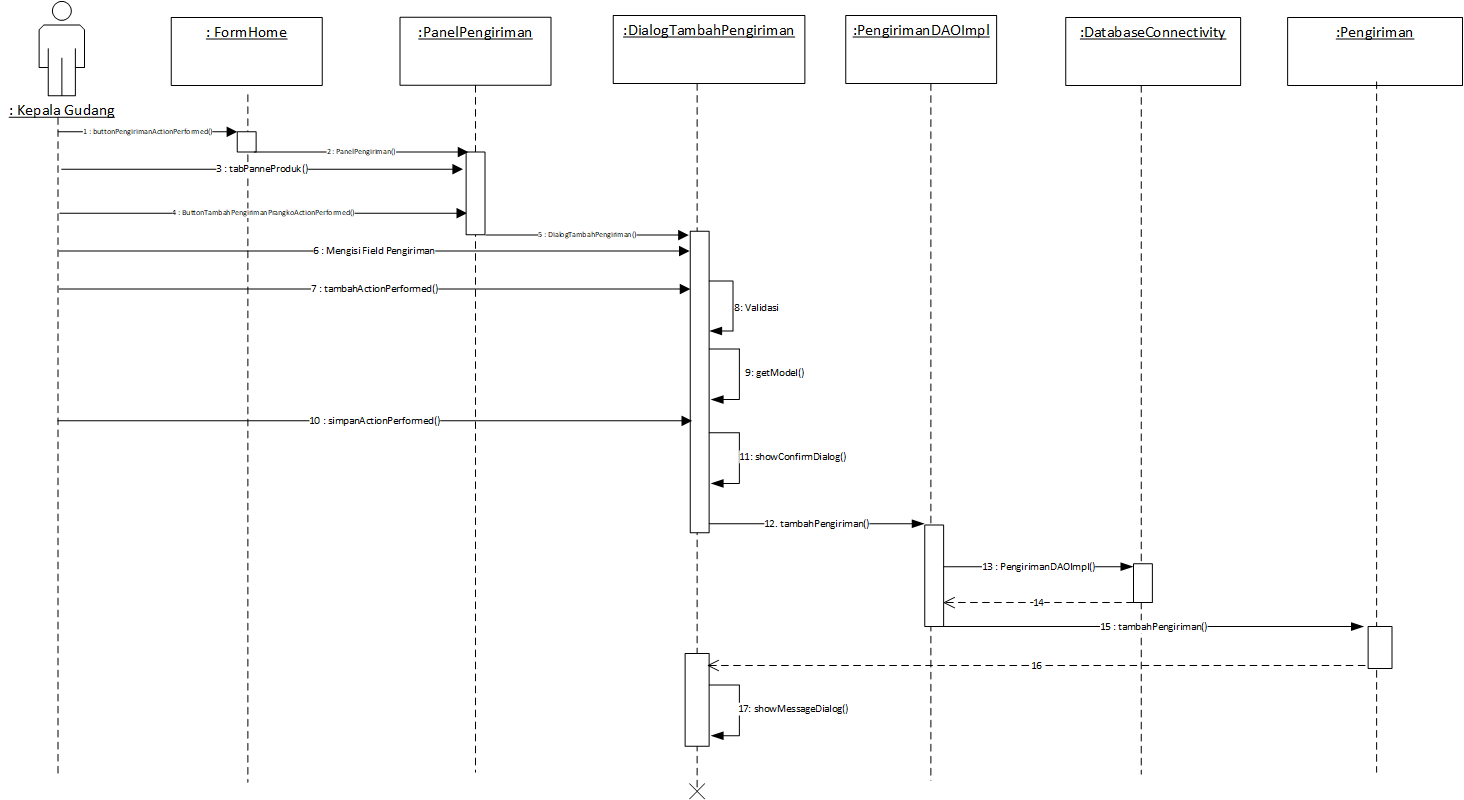 : FormHome
:PanelPengiriman
:DialogTambahPengiriman
:PengirimanDAOImpl
:DatabaseConnectivity
:Pengiriman
: Kepala Gudang
1 : buttonPengirimanActionPerformed()
2 : PanelPengiriman()
3 : tabPanneProduk()
4 : ButtonTambahPengirimanPrangkoActionPerformed()
5 : DialogTambahPengiriman()
6 : Mengisi Field Pengiriman
7 : tambahActionPerformed()
8: Validasi
9: getModel()
10 : simpanActionPerformed()
11: showConfirmDialog()
12. tambahPengiriman()
13 : PengirimanDAOImpl()
14
15 : tambahPengiriman()
16
17: showMessageDialog()